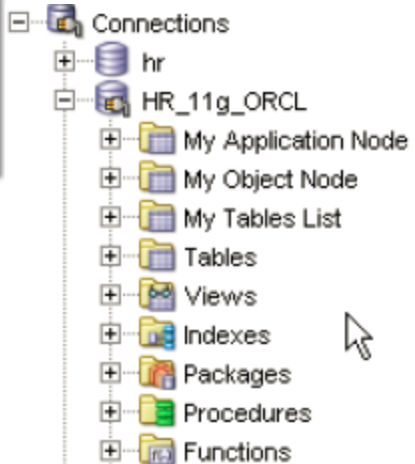 Connections
hr
HR_11g_ORCL
My Application Node
My Object Node
My Tables List
Tables
Views
Indexes
Packages
Procedures
Functions